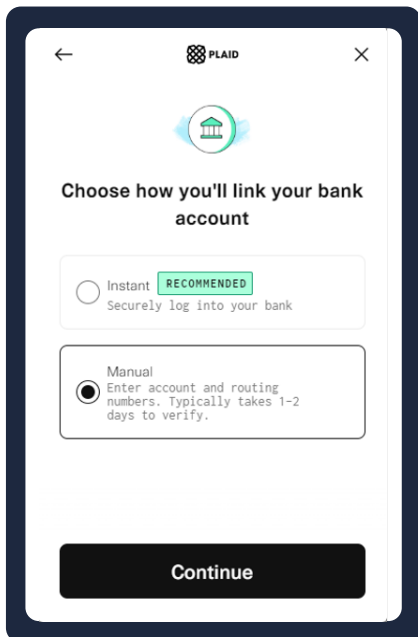 PLAID
Choose how you'll link your bank
account
Instant RECOMMENDED
Securely log into your bank
Manual
Enter account and routing
numbers. Typically takes 1–2
days to verify.
Continue